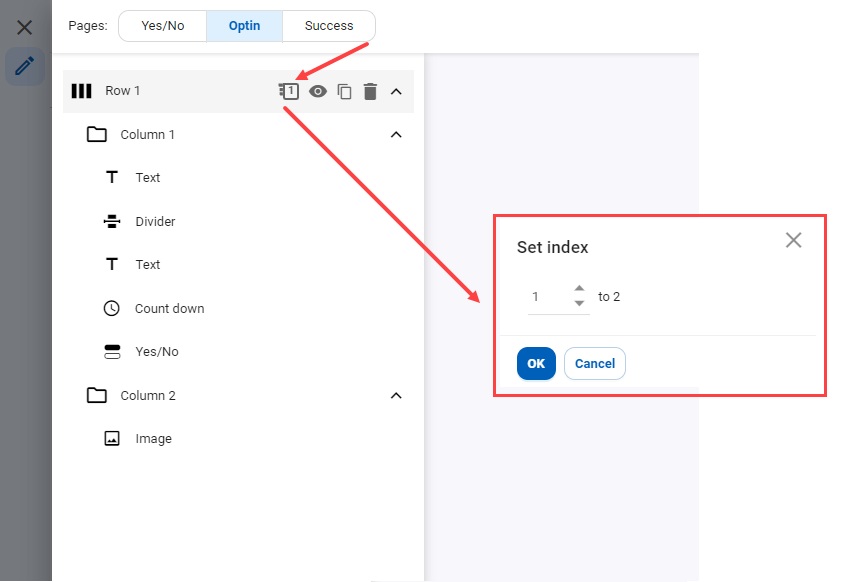 Pages: Yes/No Optin Success
Row 1 1
Column 1
Text
Divider
Text
Count down
Yes/No
Column 2
Image
Set index
1 to 2
OK Cancel